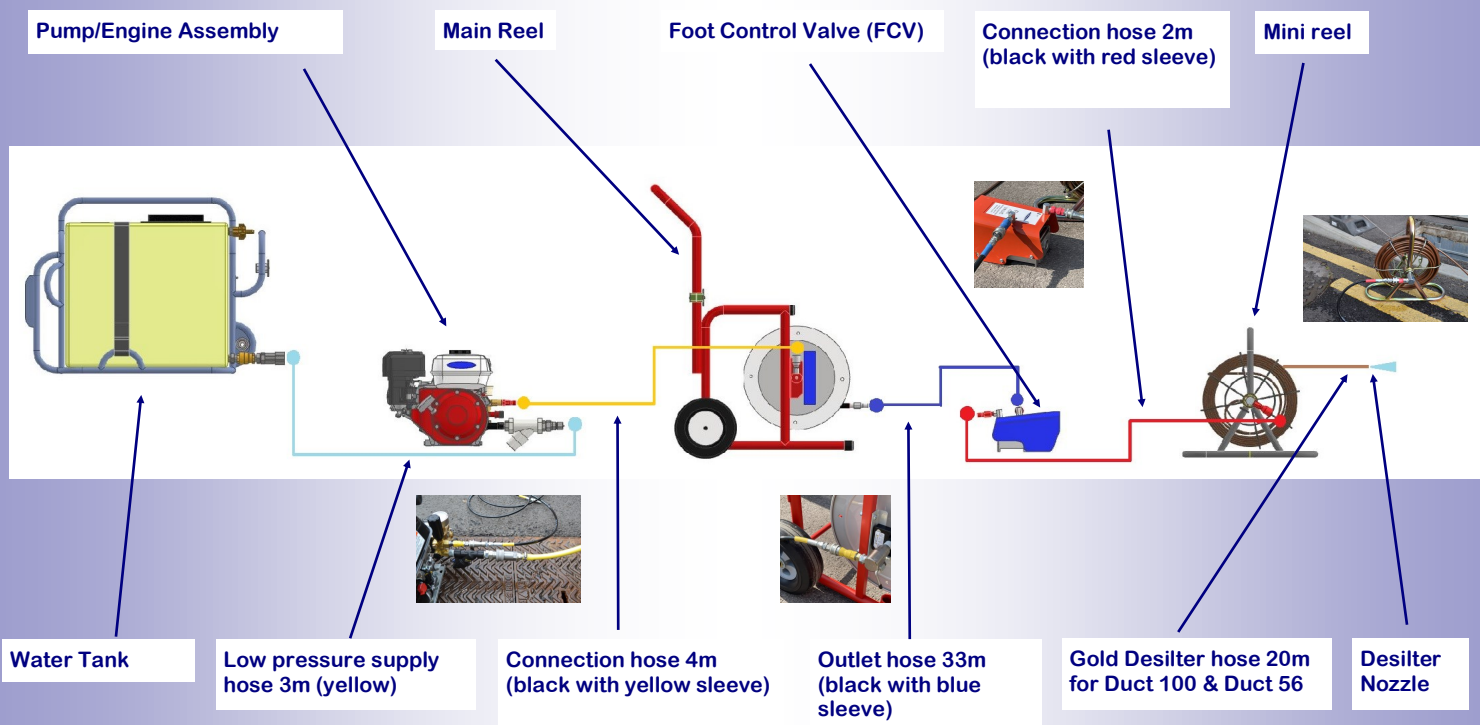 Pump/Engine Assembly
Main Reel
Foot Control Valve (FCV)
Connection hose 2m
(black with red sleeve)
Mini reel
Water Tank
Low pressure supply
hose 3m (yellow)
Connection hose 4m
(black with yellow sleeve)
Outlet hose 33m
(black with blue
sleeve)
Gold Desilter hose 20m
for Duct 100 & Duct 56
Desilter
Nozzle